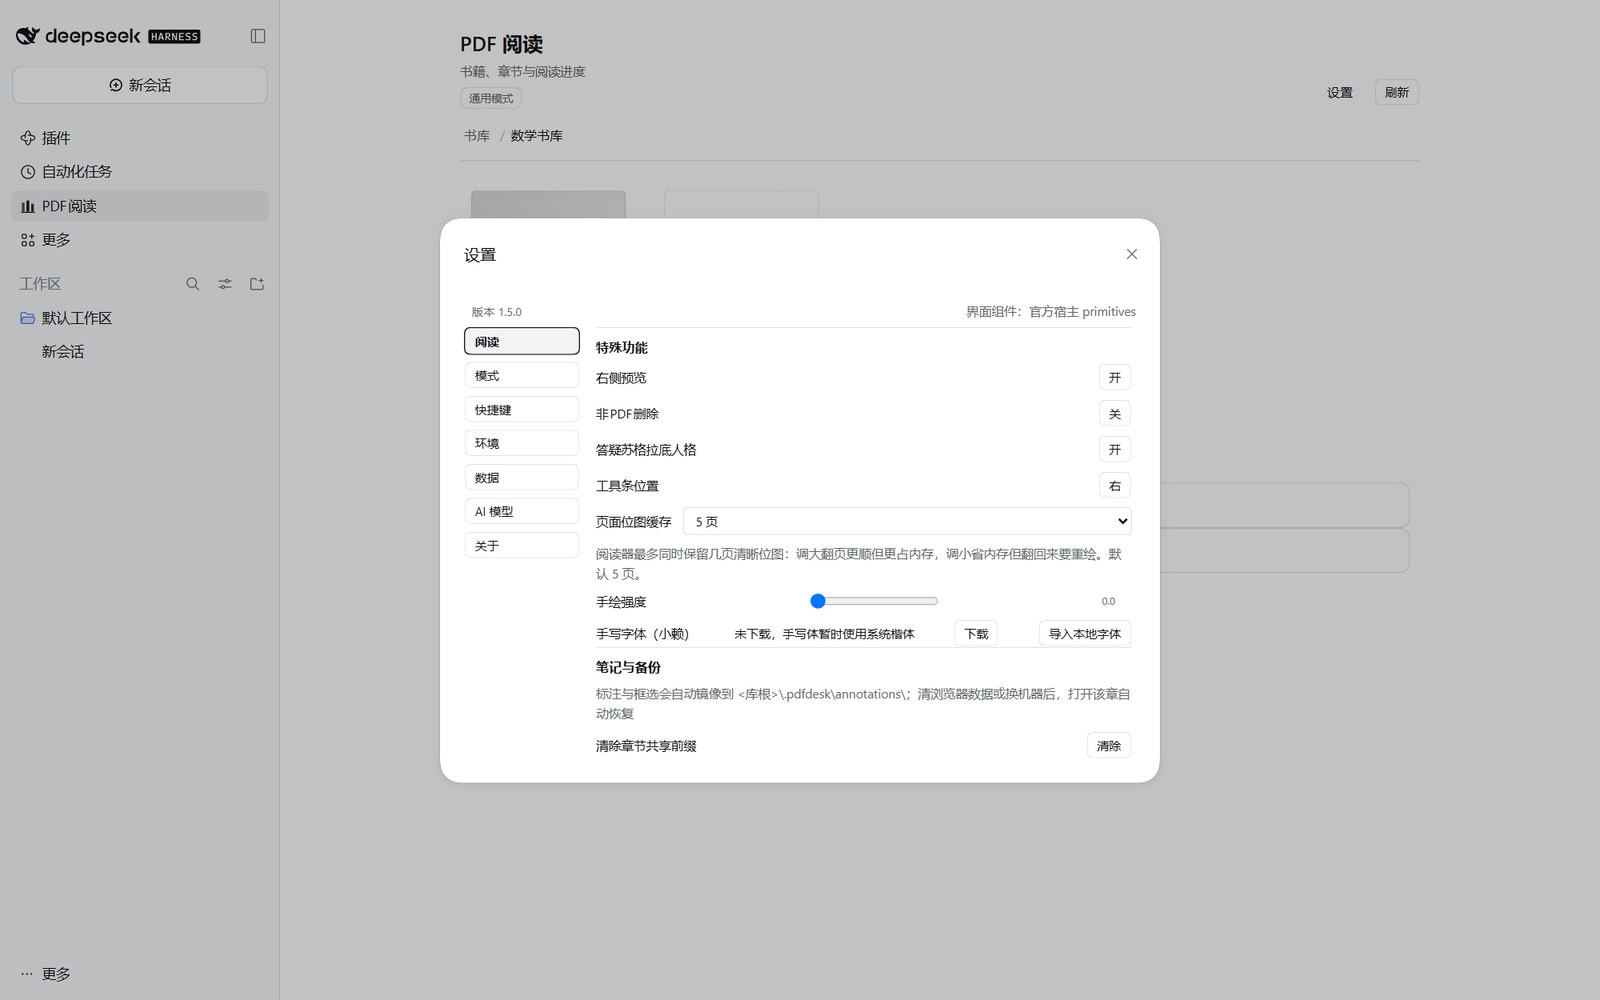 deepseek HARNESS
新会话
插件
自动化任务
PDF 阅读
更多
工作区
默认工作区
新会话
更多
PDF 阅读
书籍、章节与阅读进度
通用模式
设置
刷新
书库 / 数学书库
设置
版本 1.5.0
界面组件：官方宿主 primitives
阅读
模式
快捷键
环境
数据
AI 模型
关于
特殊功能
右侧预览 开
非PDF删除 关
答疑苏格拉底人格 开
工具条位置 右
页面位图缓存 5 页
阅读器最多同时保留几页清晰位图：调大翻页更顺但更占内存，调小省内存但翻回来要重绘。默
认 5 页。
手绘强度 0.0
手写字体（小赖） 未下载，手写体暂时使用系统楷体 下载 导入本地字体
笔记与备份
标注与框选会自动镜像到 <库根>\.pdfdesk\annotations\；清浏览器数据或换机器后，打开该章自
动恢复
清除章节共享前缀 清除